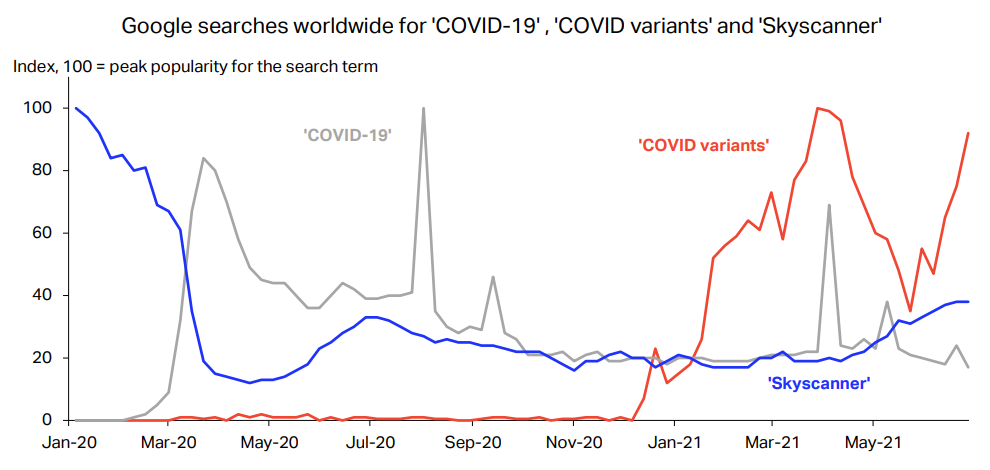 Google searches worldwide for 'COVID-19' , 'COVID variants' and 'Skyscanner'
Index, 100 = peak popularity for the search term
100
'COVID-19'
'COVID variants'
80
60
40
20
'Skyscanner'
0
Jan-20 Mar-20 May-20 Jul-20 Sep-20 Nov-20 Jan-21 Mar-21 May-21